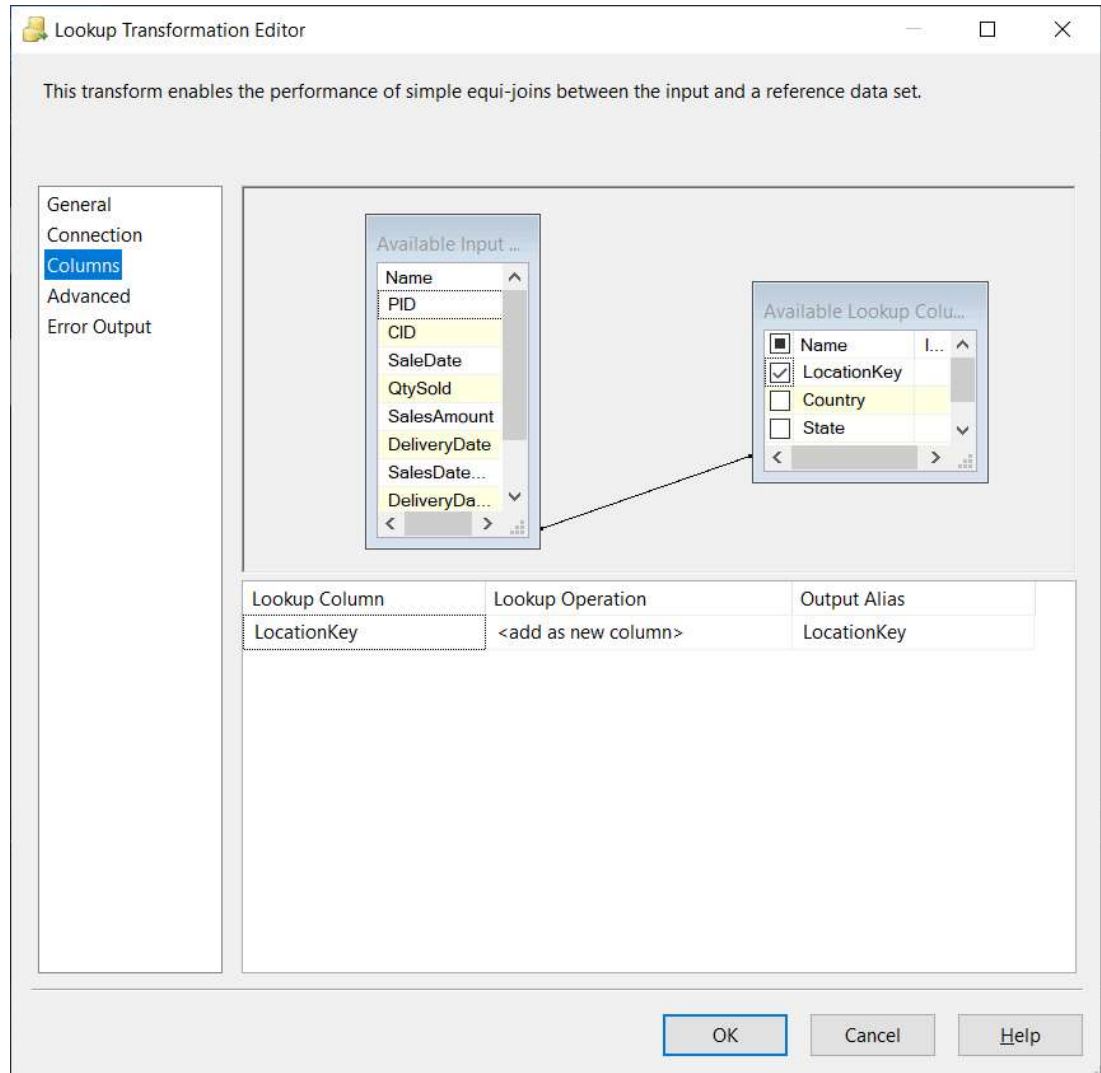 Lookup Transformation Editor
This transform enables the performance of simple equi-joins between the input and a reference data set.
General
Connection
Columns
Advanced
Error Output
Available Input ...
Name
PID
CID
SaleDate
QtySold
SalesAmount
DeliveryDate
SalesDate...
DeliveryDa...
Available Lookup Colu...
Name I...
LocationKey
Country
State
Lookup Column Lookup Operation Output Alias
LocationKey <add as new column> LocationKey
OK Cancel Help